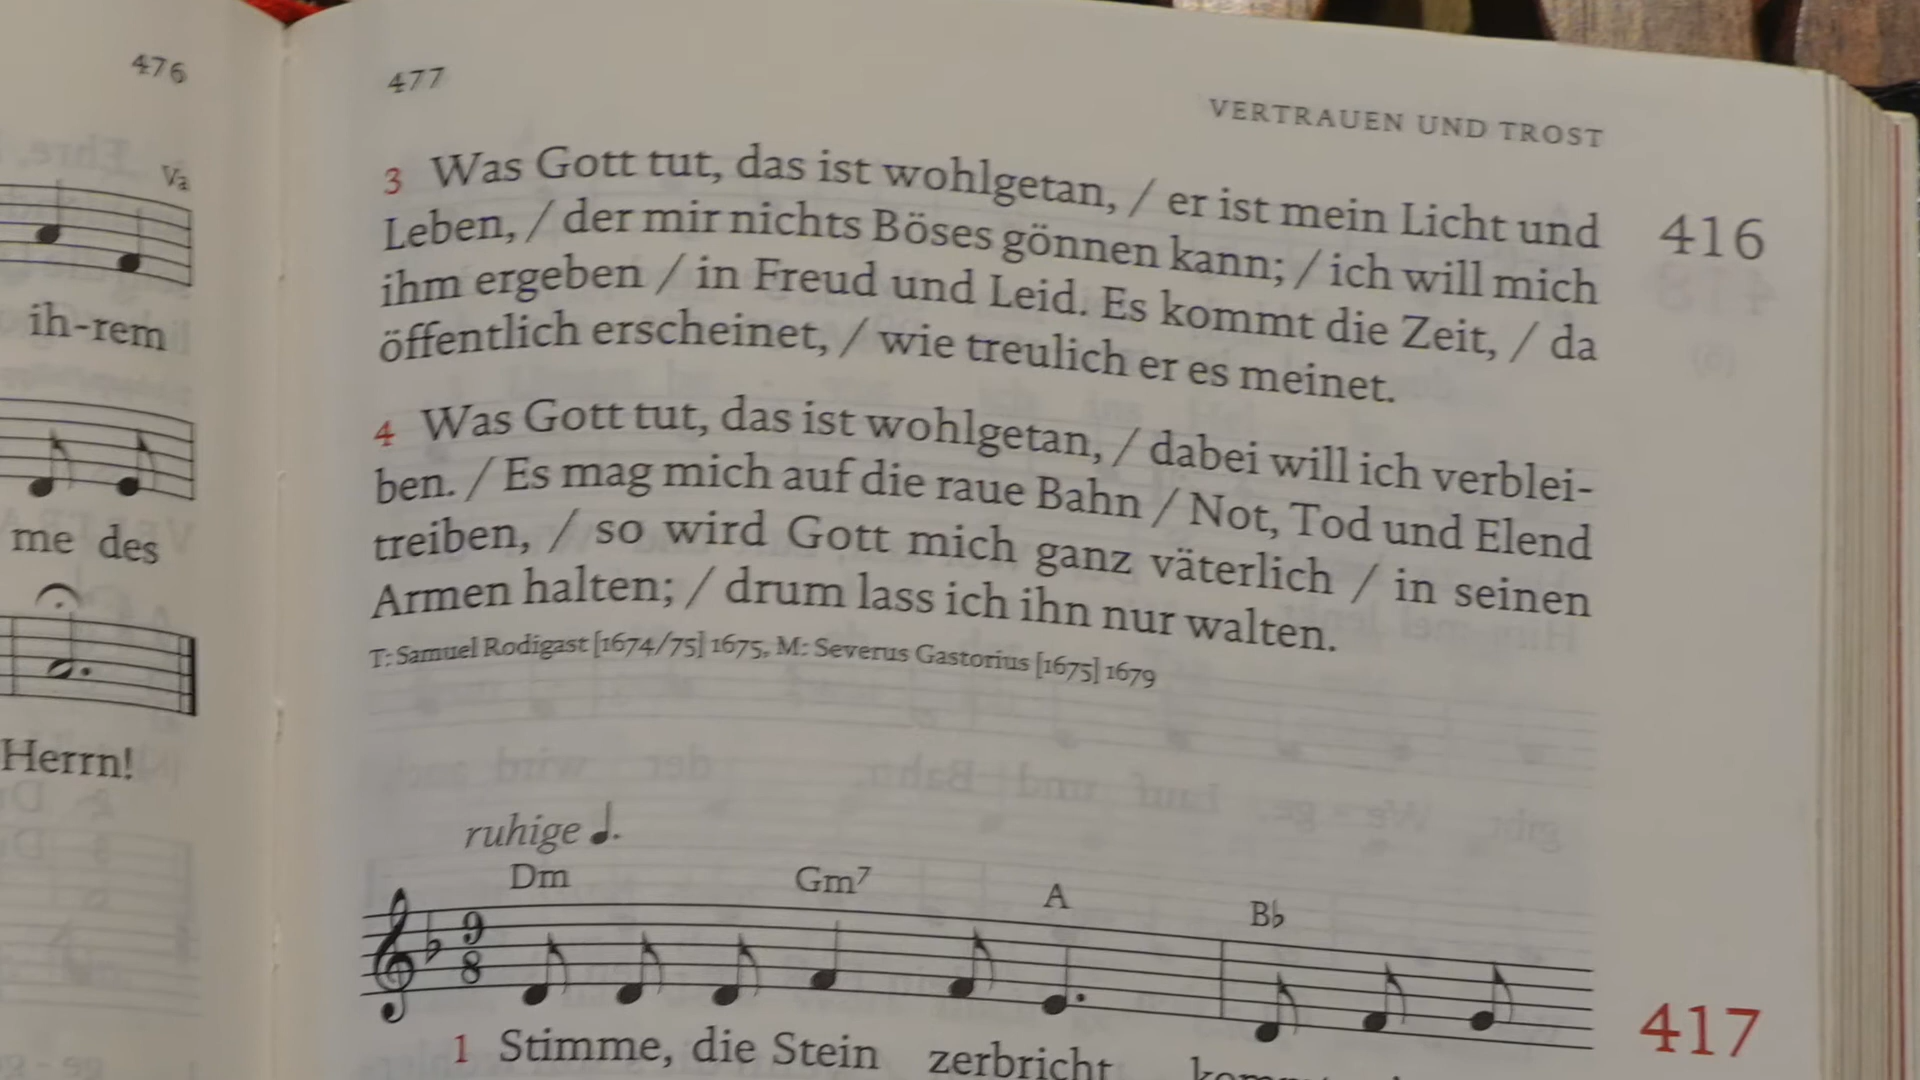 476
Va
ih-rem
me des
Herrn!
477
VERTRAUEN UND TROST
416
3 Was Gott tut, das ist wohlgetan, / er ist mein Licht und
Leben, / der mir nichts Böses gönnen kann; / ich will mich
ihm ergeben / in Freud und Leid. Es kommt die Zeit, / da
öffentlich erscheinet, / wie treulich er es meinet.
4 Was Gott tut, das ist wohlgetan, / dabei will ich verblei-
ben. / Es mag mich auf die raue Bahn / Not, Tod und Elend
treiben, / so wird Gott mich ganz väterlich / in seinen
Armen halten; / drum lass ich ihn nur walten.
T: Samuel Rodigast [1674/75] 1675, M: Severus Gastorius [1675] 1679
ruhige ♩.
Dm Gm7 A B♭
9
8
417
1 Stimme, die Stein zerbricht